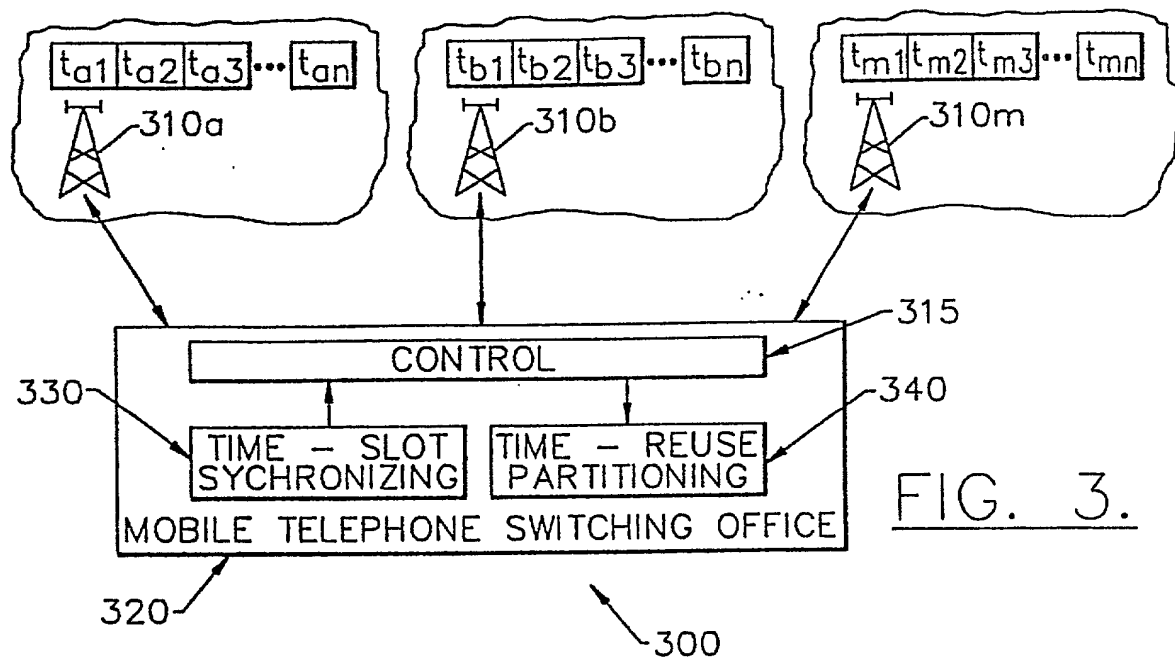 ta1 ta2 ta3 ••• tan
tb1 tb2 tb3 ••• tbn
tm1 tm2 tm3 ••• tmn
310a
310b
310m
315
CONTROL
330
340
TIME – SLOT
SYCHRONIZING
TIME – REUSE
PARTITIONING
MOBILE TELEPHONE SWITCHING OFFICE
FIG. 3.
320
300